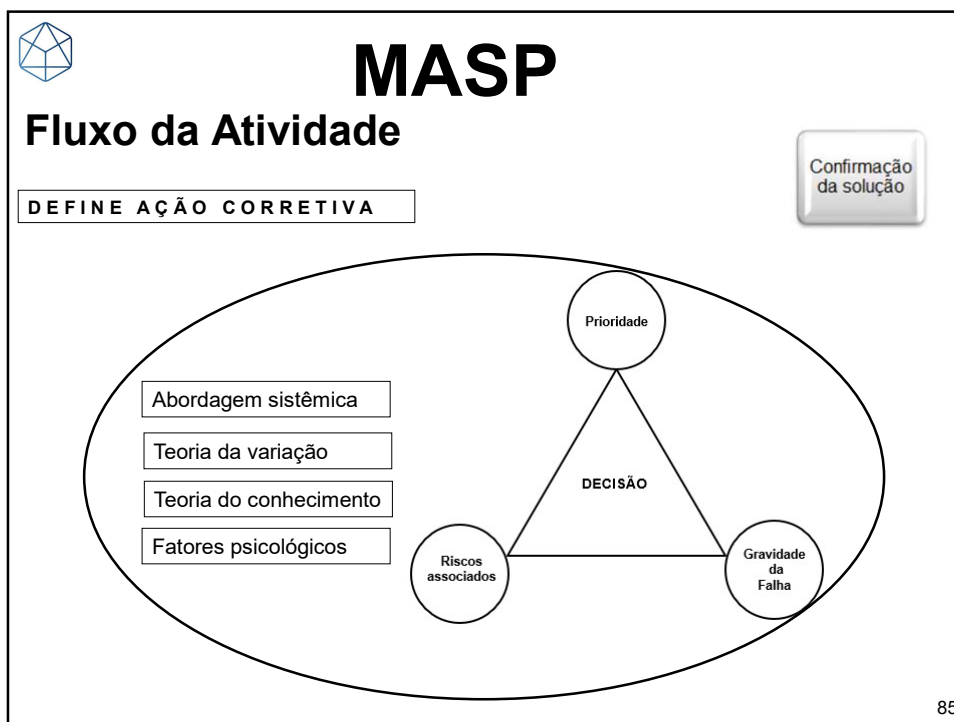 MASP
Fluxo da Atividade
Confirmação
da solução
DEFINE AÇÃO CORRETIVA
Prioridade
Abordagem sistêmica
Teoria da variação
Teoria do conhecimento
Fatores psicológicos
DECISÃO
Riscos
associados
Gravidade
da
Falha
85